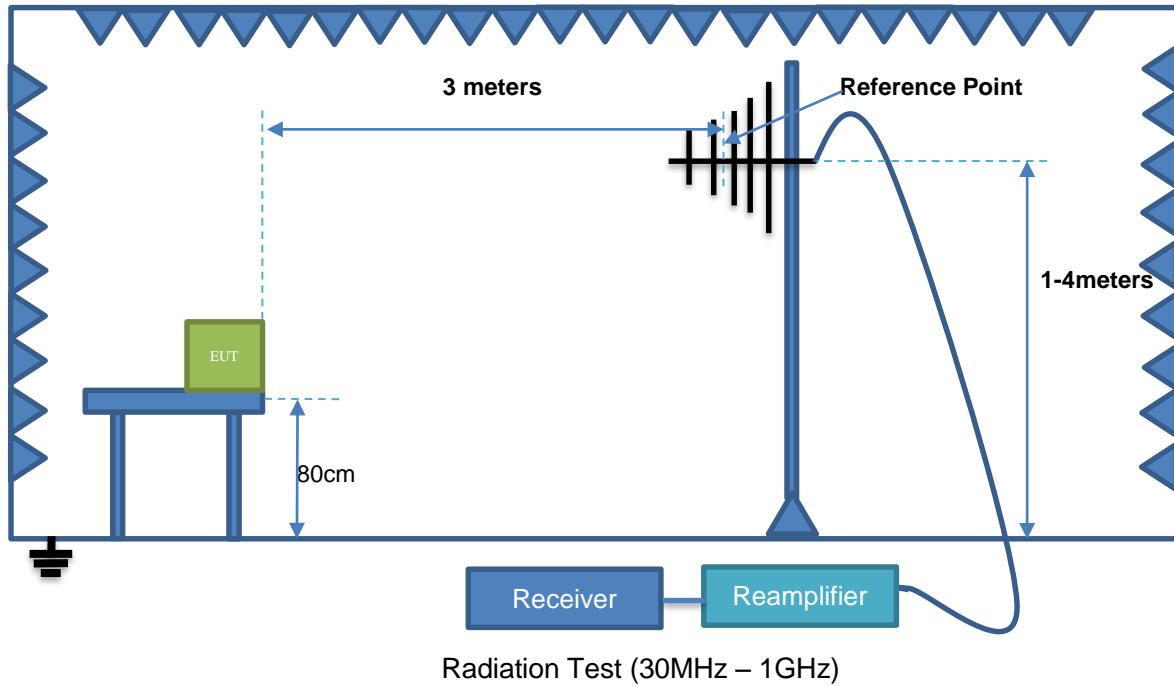 3 meters
Reference Point
1-4meters
EUT
80cm
Receiver
Reamplifier
Radiation Test (30MHz – 1GHz)